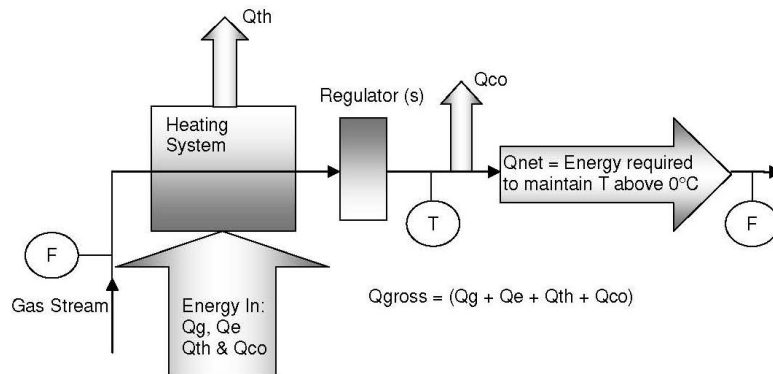 Qth
Qco
Regulator (s)
Heating
System
Qnet = Energy required
to maintain T above 0°C
F
T
F
Gas Stream
Energy In:
Qg, Qe
Qth & Qco
Qgross = (Qg + Qe + Qth + Qco)